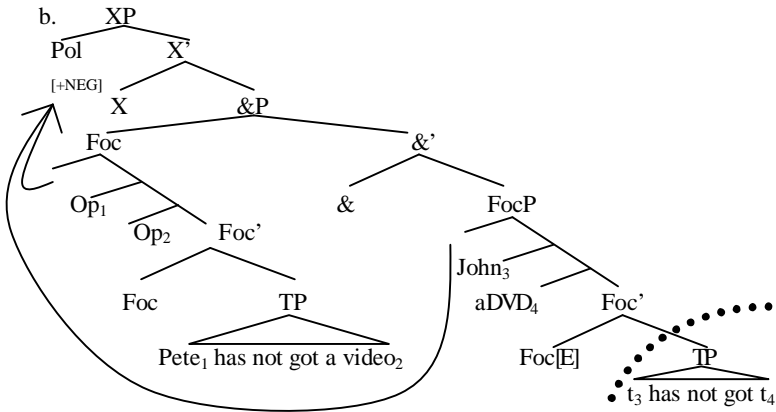 b. XP
Pol X'
[+NEG] X &P
Foc &'
Op1 & FocP
Op2 Foc'
John3
Foc TP aDVD4 Foc'
Pete1 has not got a video2 Foc[E] TP
t3 has not got t4